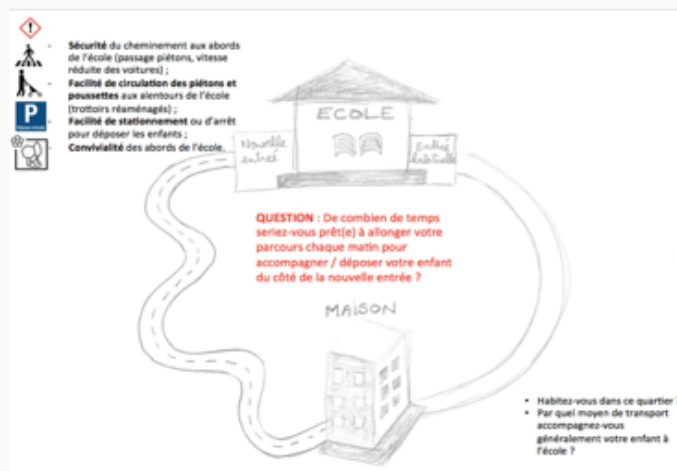 Sécurité du cheminement aux abords
de l'école (passage piétons, vitesse
réduite des voitures) ;
Facilité de circulation des piétons et
poussettes aux alentours de l'école
(trottoirs réaménagés) ;
Facilité de stationnement ou d'arrêt
pour déposer les enfants ;
Convivialité des abords de l'école.
P
ECOLE
Nouvelle
entrée
Entrée
habituelle
QUESTION : De combien de temps
seriez-vous prêt(e) à allonger votre
parcours chaque matin pour
accompagner / déposer votre enfant
du côté de la nouvelle entrée ?
MAISON
• Habitez-vous dans ce quartier ?
• Par quel moyen de transport
accompagnez-vous
généralement votre enfant à
l'école ?